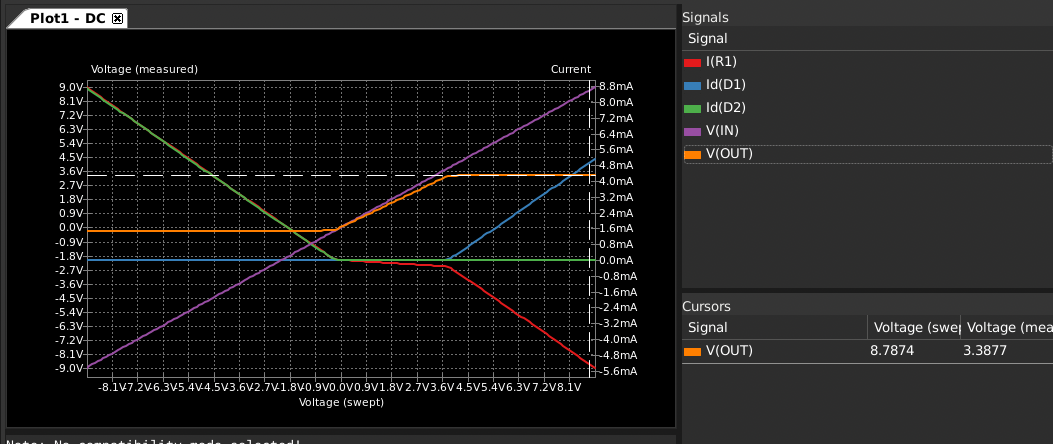 Plot1 - DC
Voltage (measured)
Current
9.0V
8.1V
7.2V
6.3V
5.4V
4.5V
3.6V
2.7V
1.8V
0.9V
0.0V
-0.9V
-1.8V
-2.7V
-3.6V
-4.5V
-5.4V
-6.3V
-7.2V
-8.1V
-9.0V
8.8mA
8.0mA
7.2mA
6.4mA
5.6mA
4.8mA
4.0mA
3.2mA
2.4mA
1.6mA
0.8mA
0.0mA
-0.8mA
-1.6mA
-2.4mA
-3.2mA
-4.0mA
-4.8mA
-5.6mA
-8.1V-7.2V-6.3V-5.4V-4.5V-3.6V-2.7V-1.8V-0.9V0.0V0.9V1.8V2.7V3.6V4.5V5.4V6.3V7.2V8.1V
Voltage (swept)
Signals
Signal
I(R1)
Id(D1)
Id(D2)
V(IN)
V(OUT)
Cursors
Signal Voltage (swe Voltage (mea
V(OUT) 8.7874 3.3877
Note: No compatibility mode selected!